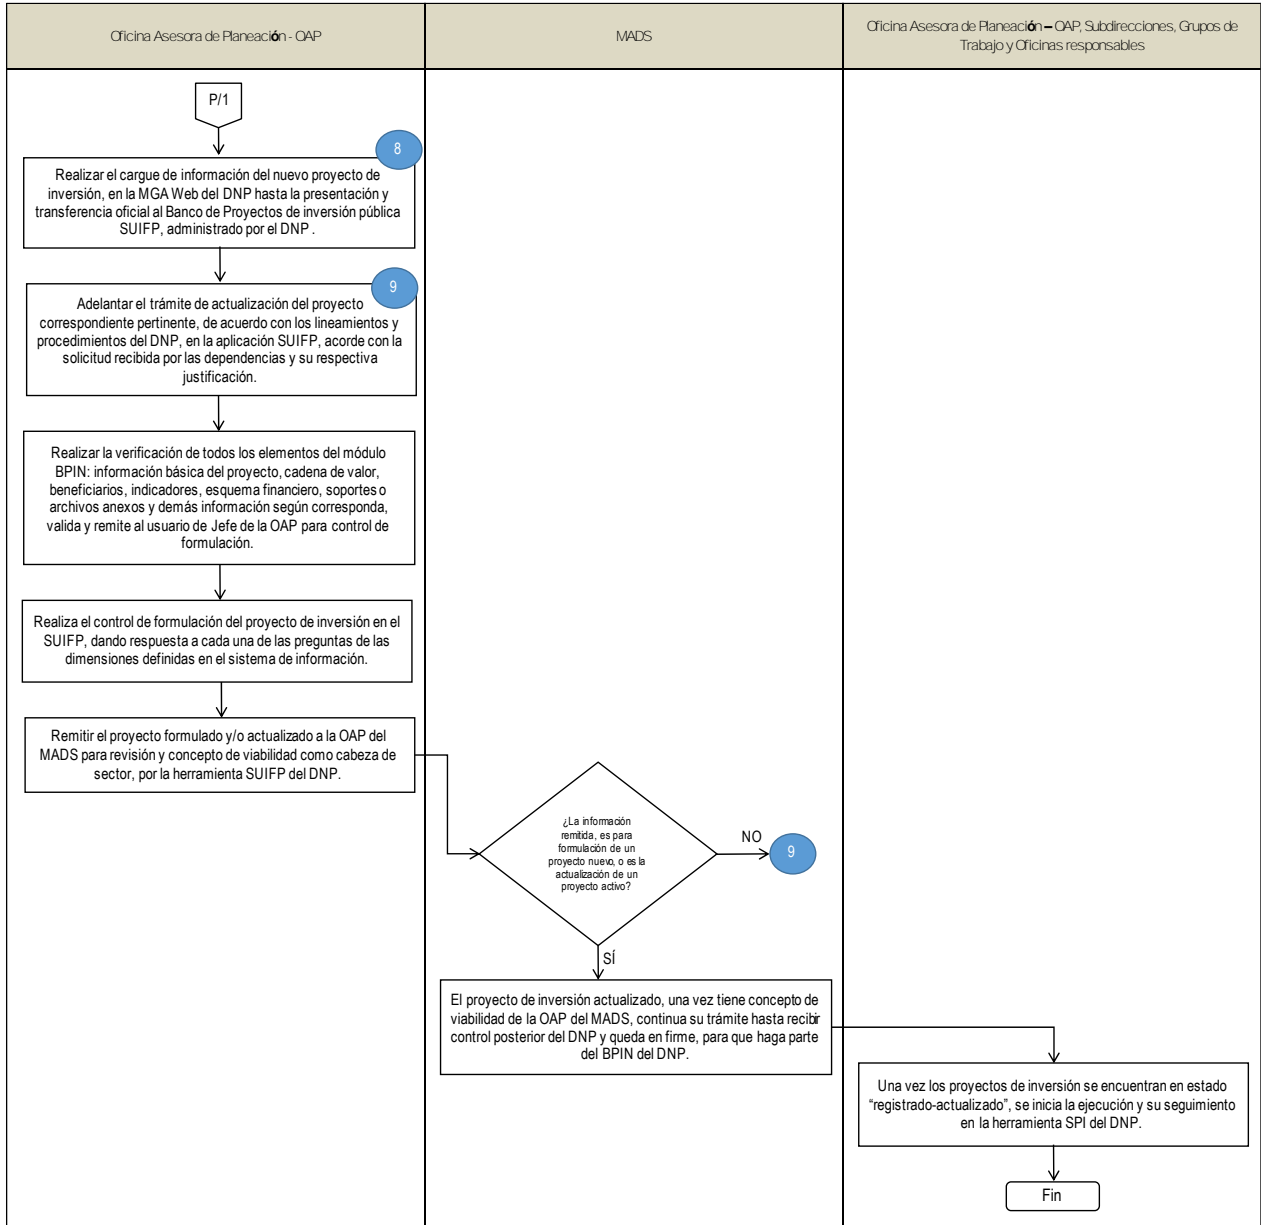 Oficina Asesora de Planeación - OAP
MADS
Oficina Asesora de Planeación – OAP, Subdirecciones, Grupos de
Trabajo y Oficinas responsables
P/1
8
Realizar el cargue de información del nuevo proyecto de
inversión, en la MGA Web del DNP hasta la presentación y
transferencia oficial al Banco de Proyectos de inversión pública
SUIFP, administrado por el DNP .
9
Adelantar el trámite de actualización del proyecto
correspondiente pertinente, de acuerdo con los lineamientos y
procedimientos del DNP, en la aplicación SUIFP, acorde con la
solicitud recibida por las dependencias y su respectiva
justificación.
Realizar la verificación de todos los elementos del módulo
BPIN: información básica del proyecto, cadena de valor,
beneficiarios, indicadores, esquema financiero, soportes o
archivos anexos y demás información según corresponda,
valida y remite al usuario de Jefe de la OAP para control de
formulación.
Realiza el control de formulación del proyecto de inversión en el
SUIFP, dando respuesta a cada una de las preguntas de las
dimensiones definidas en el sistema de información.
Remitir el proyecto formulado y/o actualizado a la OAP del
MADS para revisión y concepto de viabilidad como cabeza de
sector, por la herramienta SUIFP del DNP.
¿La información
remitida, es para
formulación de un
proyecto nuevo, o es la
actualización de un
proyecto activo?
NO
9
SÍ
El proyecto de inversión actualizado, una vez tiene concepto de
viabilidad de la OAP del MADS, continua su trámite hasta recibir
control posterior del DNP y queda en firme, para que haga parte
del BPIN del DNP.
Una vez los proyectos de inversión se encuentran en estado
“registrado-actualizado”, se inicia la ejecución y su seguimiento
en la herramienta SPI del DNP.
Fin